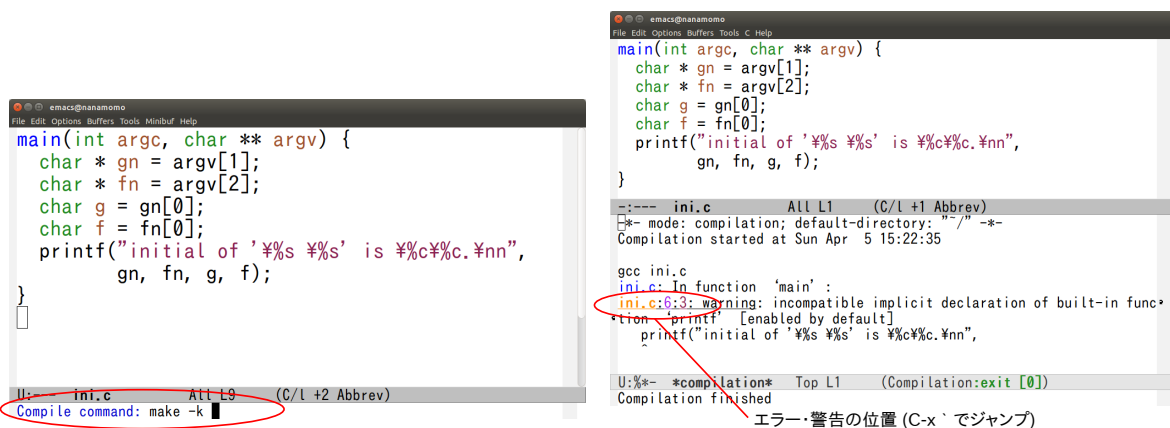 emacs@nanamomo
File Edit Options Buffers Tools Minibuf Help
main(int argc, char ** argv) {
  char * gn = argv[1];
  char * fn = argv[2];
  char g = gn[0];
  char f = fn[0];
  printf("initial of '¥%s ¥%s' is ¥%c¥%c.¥nn",
         gn, fn, g, f);
}
U:--- ini.c All L9 (C/l +2 Abbrev)
Compile command: make -k
emacs@nanamomo
File Edit Options Buffers Tools C Help
main(int argc, char ** argv) {
  char * gn = argv[1];
  char * fn = argv[2];
  char g = gn[0];
  char f = fn[0];
  printf("initial of '¥%s ¥%s' is ¥%c¥%c.¥nn",
         gn, fn, g, f);
}
-:--- ini.c All L1 (C/l +1 Abbrev)
-*- mode: compilation; default-directory: "~/" -*-
Compilation started at Sun Apr  5 15:22:35
gcc ini.c
ini.c: In function ‘main’:
ini.c:6:3: warning: incompatible implicit declaration of built-in func
tion ‘printf’ [enabled by default]
   printf("initial of '¥%s ¥%s' is ¥%c¥%c.¥nn",
   ^
U:%*- *compilation* Top L1 (Compilation:exit [0])
Compilation finished
エラー・警告の位置 (C-x ` でジャンプ)